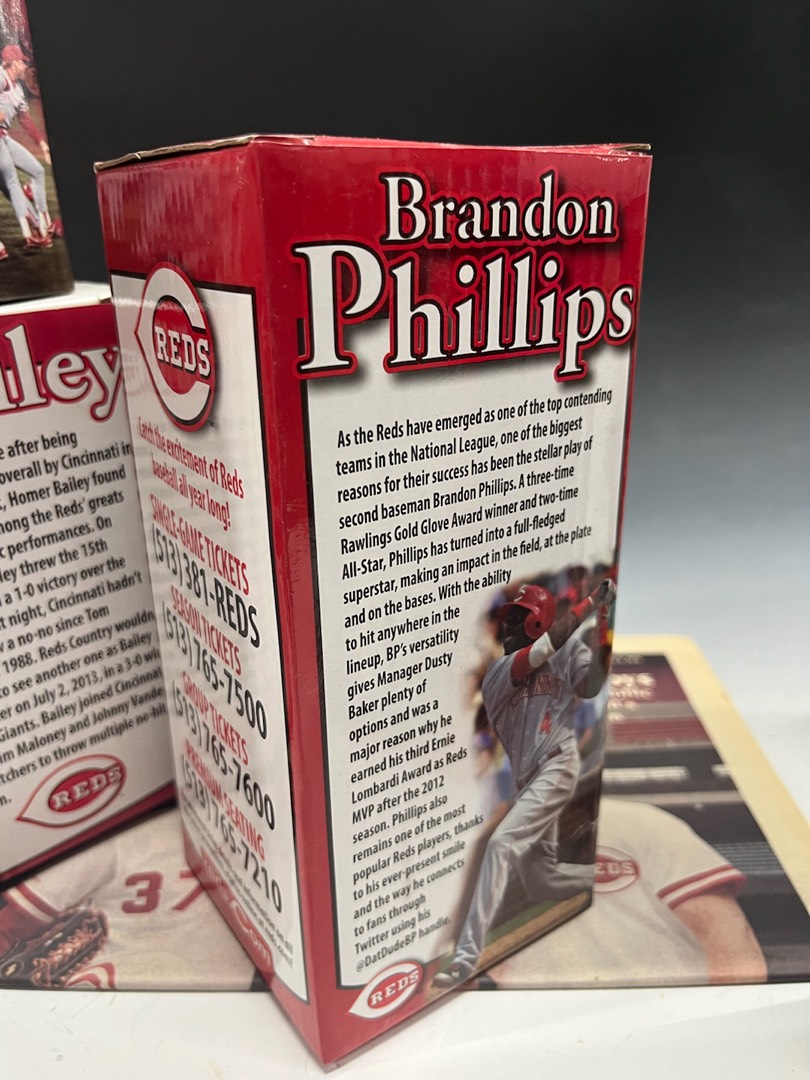 Brandon
Phillips
As the Reds have emerged as one of the top contending
teams in the National League, one of the biggest
reasons for their success has been the stellar play of
second baseman Brandon Phillips. A three-time
Rawlings Gold Glove Award winner and two-time
All-Star, Phillips has turned into a full-fledged
superstar, making an impact in the field, at the plate
and on the bases. With the ability
to hit anywhere in the
lineup, BP's versatility
gives Manager Dusty
Baker plenty of
options and was a
major reason why he
earned his third Ernie
Lombardi Award as Reds
MVP after the 2012
season. Phillips also
remains one of the most
popular Reds players, thanks
to his ever-present smile
and the way he connects
to fans through
Twitter using his
@DatDudeBP handle.
REDS
4
REDS
Catch the excitement of Reds
baseball all year long!
SINGLE-GAME TICKETS
(513) 381-REDS
SEASON TICKETS
(513) 765-7500
GROUP TICKETS
(513) 765-7600
PREMIUM SEATING
(513) 765-7210
iley
e after being
overall by Cincinnati in
, Homer Bailey found
mong the Reds' greats
c performances. On
ley threw the 15th
a 1-0 victory over the
t night, Cincinnati hadn't
w a no-no since Tom
1988. Reds Country wouldn
to see another one as Bailey
er on July 2, 2013, in a 3-0 wi
Giants. Bailey joined Cincinnat
m Maloney and Johnny Vande
tchers to throw multiple no-hit
n.
REDS
37
REDS